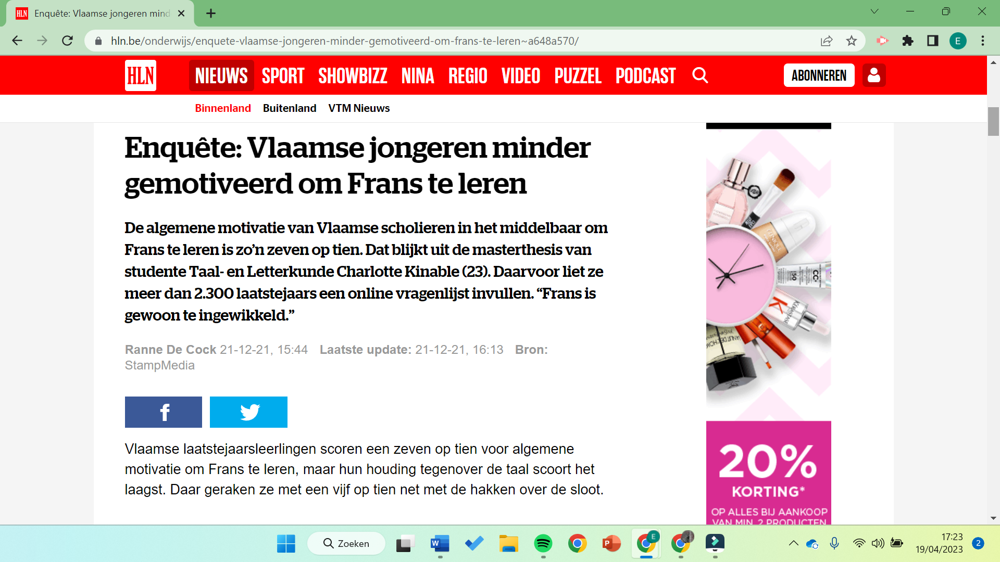 HLN Enquête: Vlaamse jongeren mind
hln.be/onderwijs/enquete-vlaamse-jongeren-minder-gemotiveerd-om-frans-te-leren~a648a570/
E
HLN NIEUWS SPORT SHOWBIZZ NINA REGIO VIDEO PUZZEL PODCAST ABONNEREN
Binnenland Buitenland VTM Nieuws
Enquête: Vlaamse jongeren minder
gemotiveerd om Frans te leren
De algemene motivatie van Vlaamse scholieren in het middelbaar om
Frans te leren is zo’n zeven op tien. Dat blijkt uit de masterthesis van
studente Taal- en Letterkunde Charlotte Kinable (23). Daarvoor liet ze
meer dan 2.300 laatstejaars een online vragenlijst invullen. “Frans is
gewoon te ingewikkeld.”
Ranne De Cock 21-12-21, 15:44 Laatste update: 21-12-21, 16:13 Bron:
StampMedia
Vlaamse laatstejaarsleerlingen scoren een zeven op tien voor algemene
motivatie om Frans te leren, maar hun houding tegenover de taal scoort het
laagst. Daar geraken ze met een vijf op tien net met de hakken over de sloot.
CLINIQUE
CC
50
K
KÉRASTASE
20%
KORTING*
OP ALLES BIJ AANKOOP
VAN MIN. 2 PRODUCTEN
Zoeken
W
P
E
17:23
19/04/2023
2